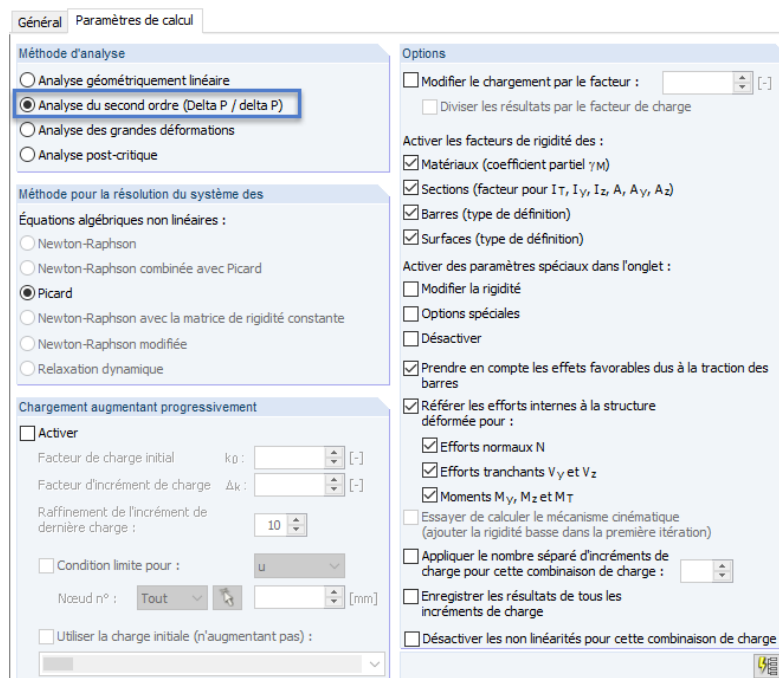 Général
Paramètres de calcul
Méthode d'analyse
Analyse géométriquement linéaire
Analyse du second ordre (Delta P / delta P)
Analyse des grandes déformations
Analyse post-critique
Méthode pour la résolution du système des
Équations algébriques non linéaires :
Newton-Raphson
Newton-Raphson combinée avec Picard
Picard
Newton-Raphson avec la matrice de rigidité constante
Newton-Raphson modifiée
Relaxation dynamique
Chargement augmentant progressivement
Activer
Facteur de charge initial k0 : [-]
Facteur d'incrément de charge Δk : [-]
Raffinement de l'incrément de
dernière charge : 10
Condition limite pour : u
Nœud n° : Tout [mm]
Utiliser la charge initiale (n'augmentant pas) :
Options
Modifier le chargement par le facteur : [-]
Diviser les résultats par le facteur de charge
Activer les facteurs de rigidité des :
Matériaux (coefficient partiel γM)
Sections (facteur pour IT, Iy, Iz, A, Ay, Az)
Barres (type de définition)
Surfaces (type de définition)
Activer des paramètres spéciaux dans l'onglet :
Modifier la rigidité
Options spéciales
Désactiver
Prendre en compte les effets favorables dus à la traction des
barres
Référer les efforts internes à la structure
déformée pour :
Efforts normaux N
Efforts tranchants Vy et Vz
Moments My, Mz et MT
Essayer de calculer le mécanisme cinématique
(ajouter la rigidité basse dans la première itération)
Appliquer le nombre séparé d'incréments de
charge pour cette combinaison de charge :
Enregistrer les résultats de tous les
incréments de charge
Désactiver les non linéarités pour cette combinaison de charge